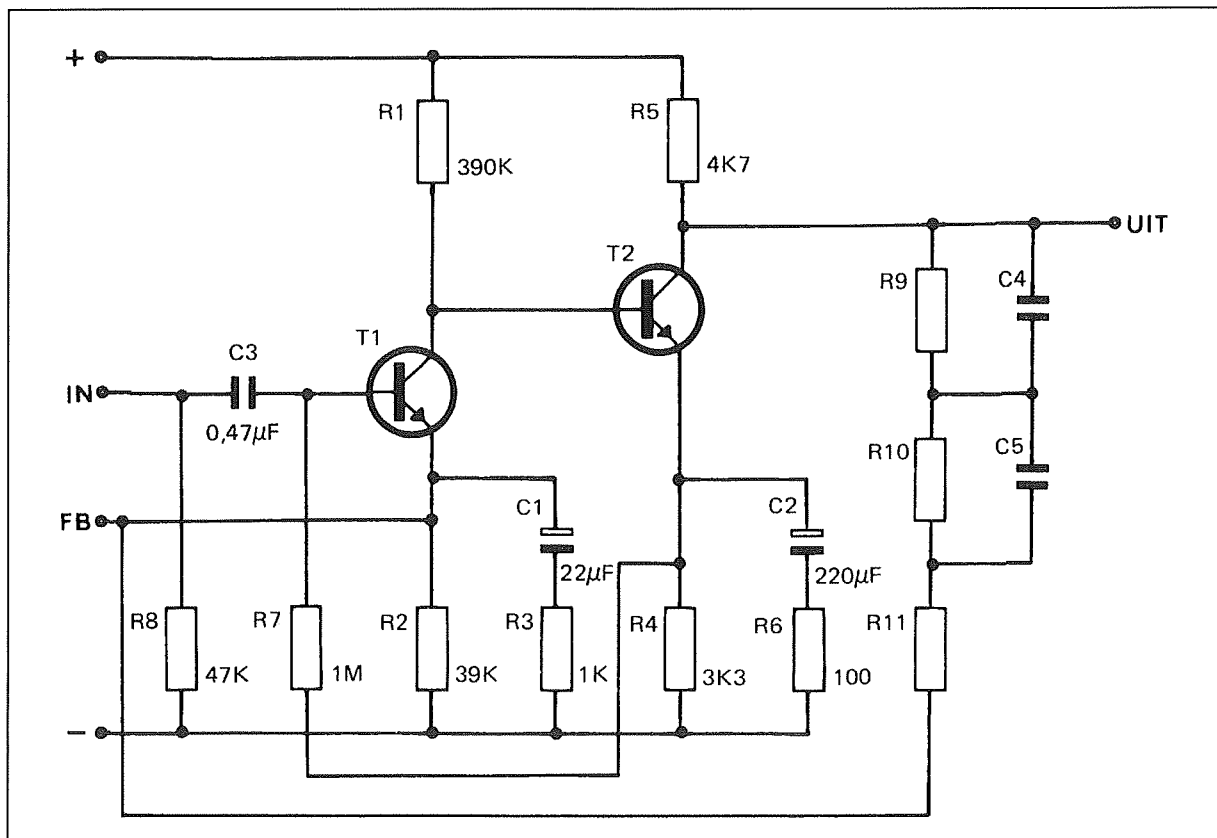 +
R1
390K
R5
4K7
UIT
T2
R9
C4
T1
C3
IN
0,47µF
R10
C5
C1
C2
FB
22µF
220µF
R8
47K
R7
1M
R2
39K
R3
1K
R4
3K3
R6
100
R11
-